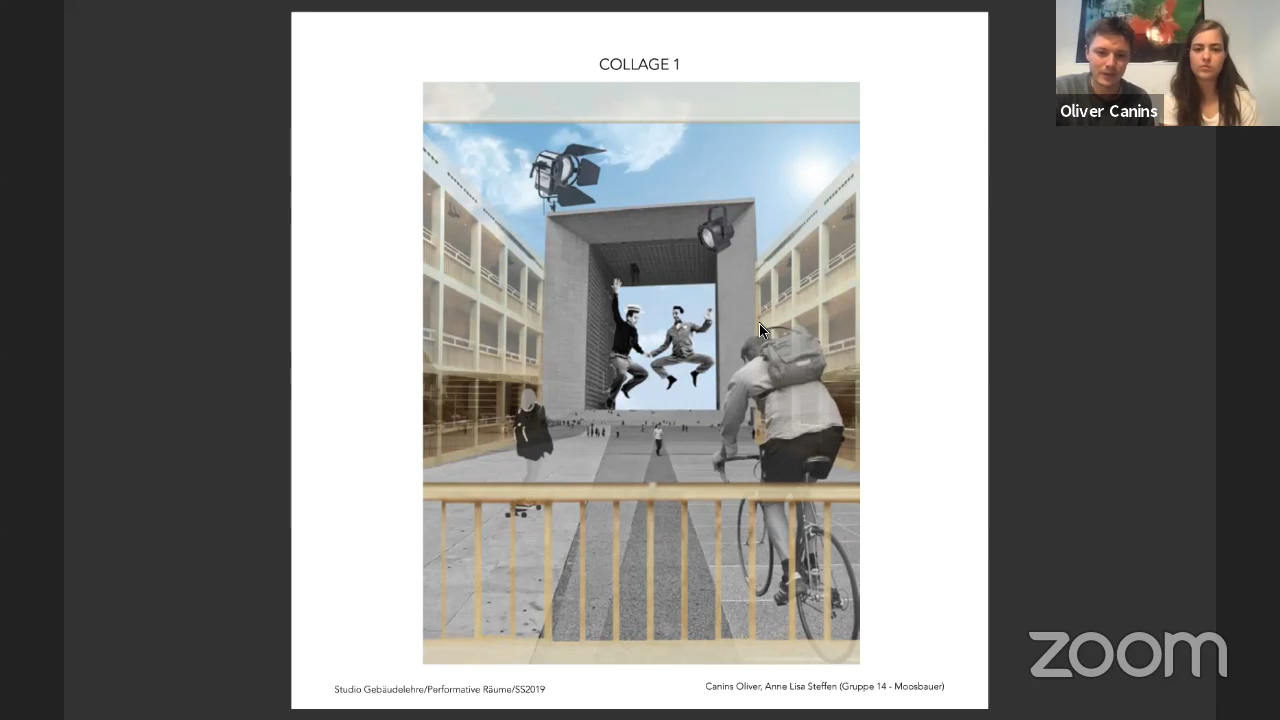 COLLAGE 1
Oliver Canins
Studio Gebäudelehre/Performative Räume/SS2019
Canins Oliver, Anne Lisa Steffen (Gruppe 14 - Moosbauer)
zoom